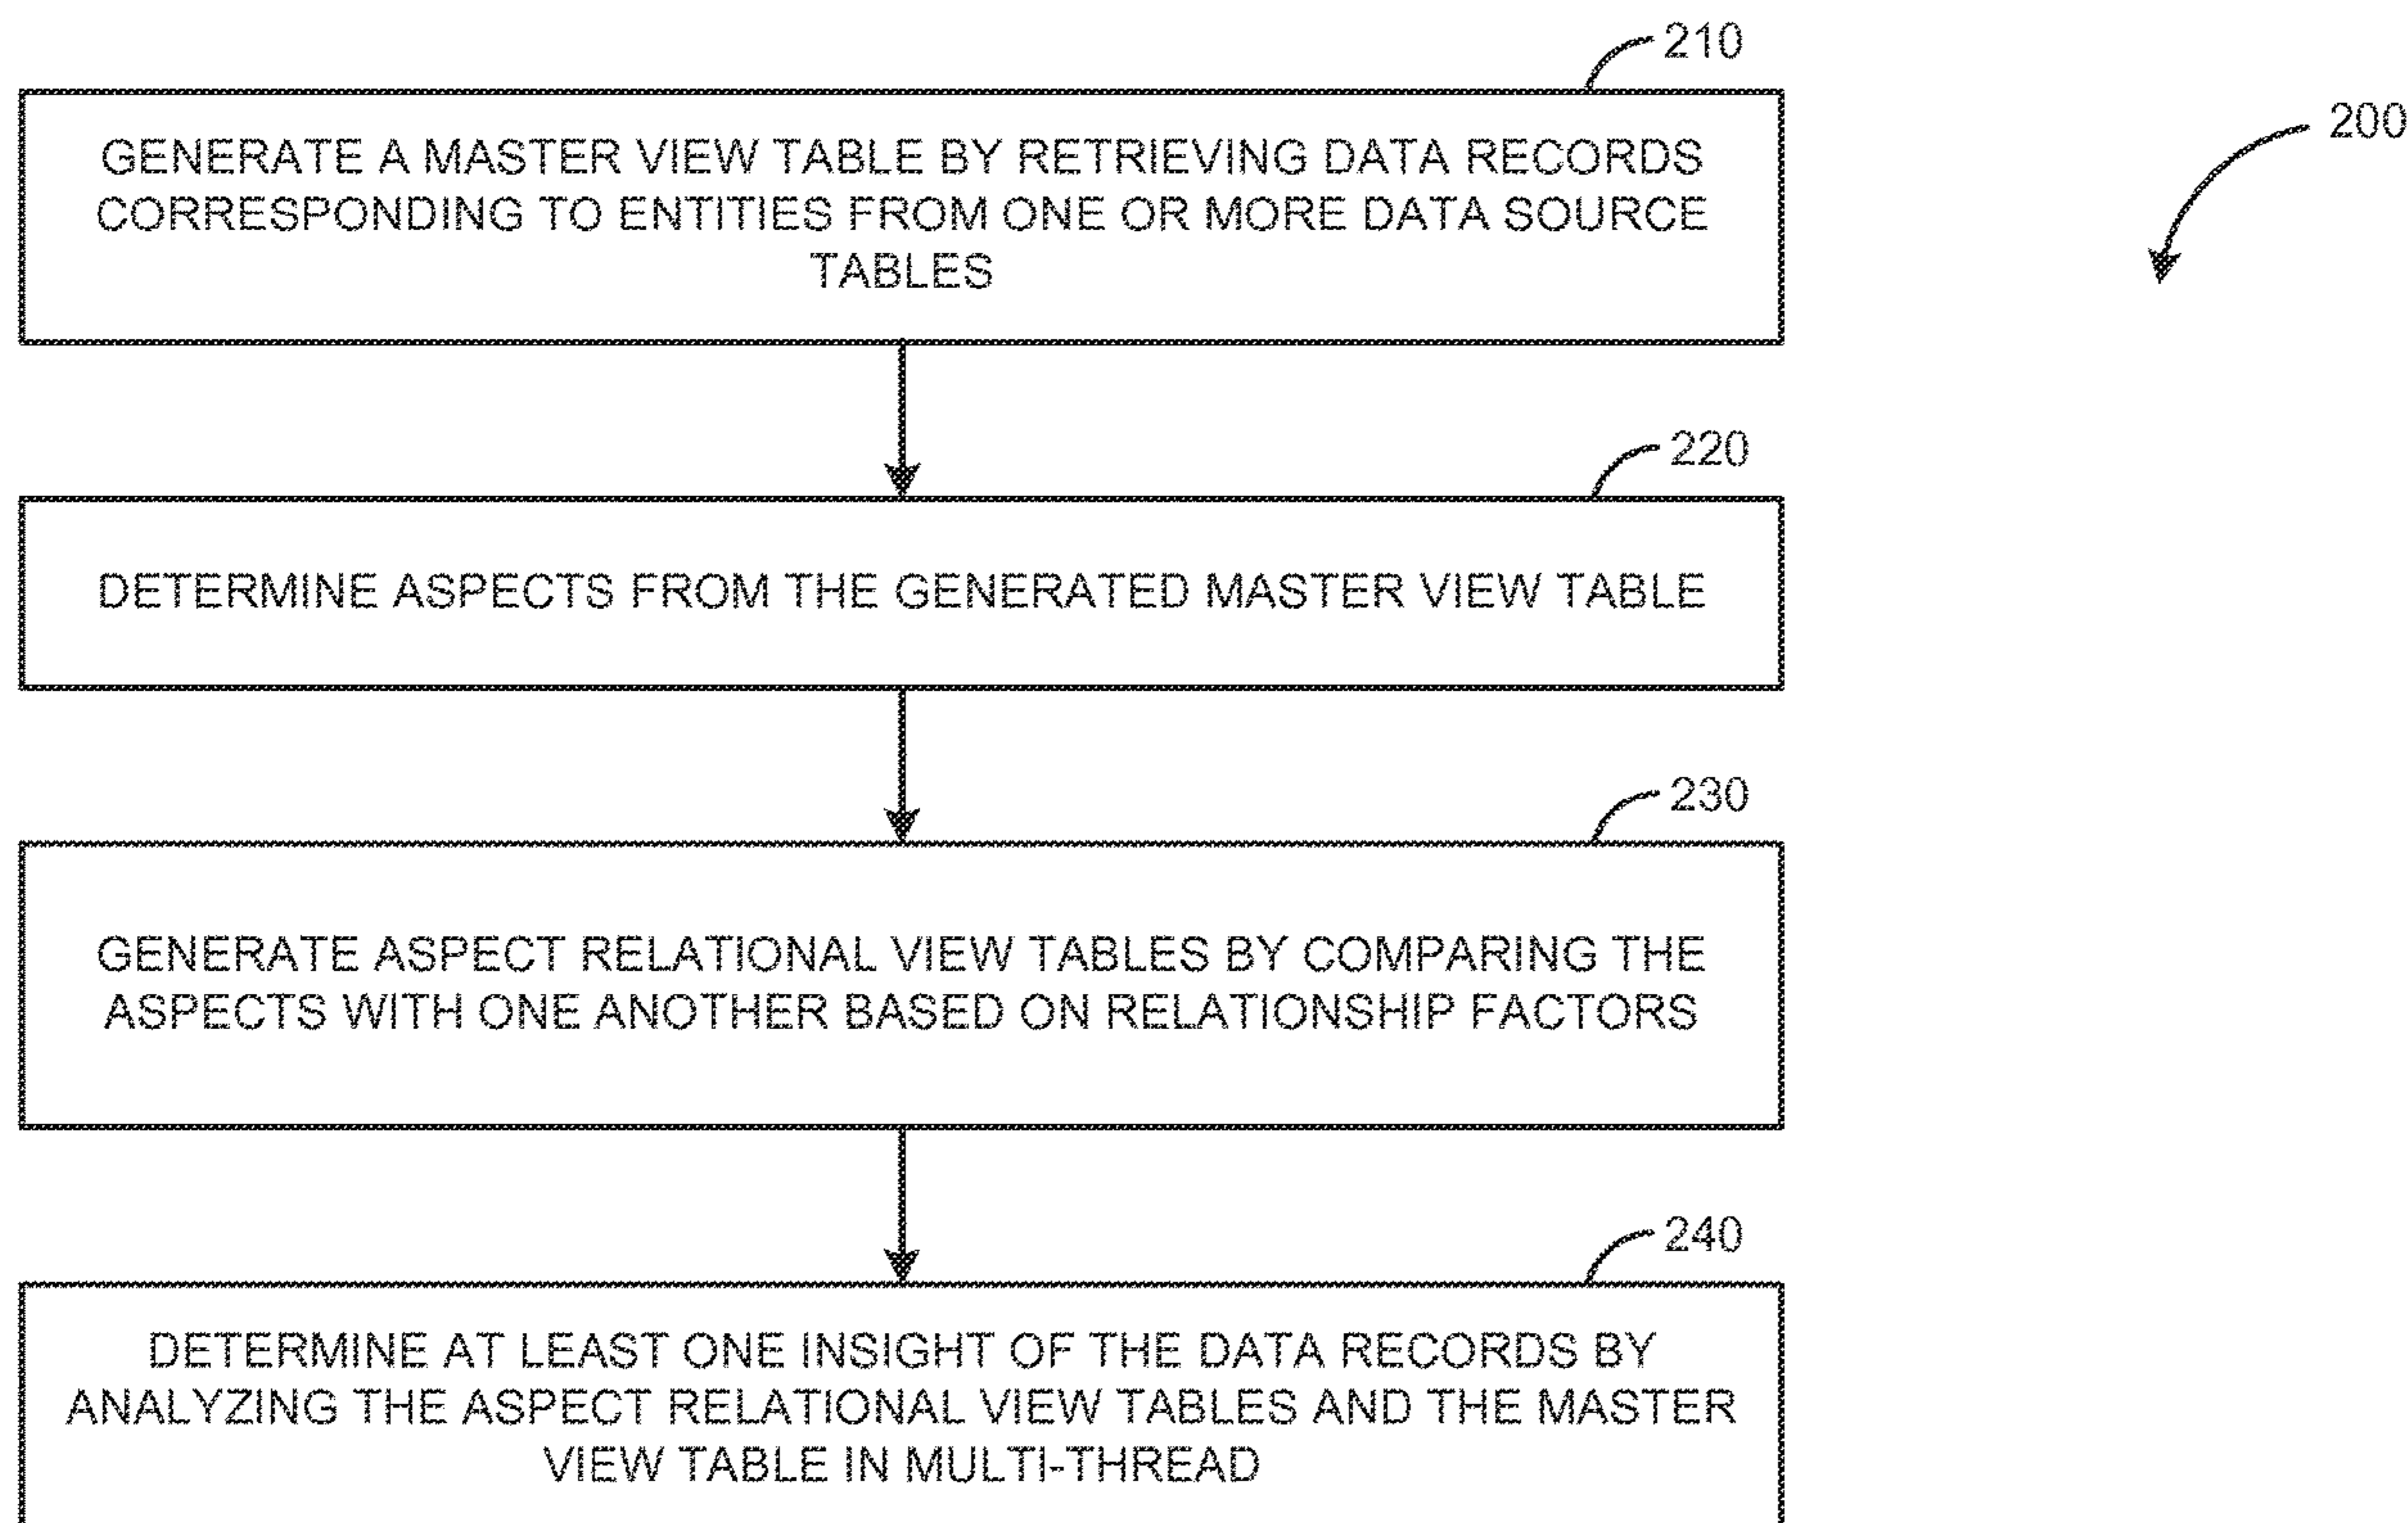 210
200
GENERATE A MASTER VIEW TABLE BY RETRIEVING DATA RECORDS
CORRESPONDING TO ENTITIES FROM ONE OR MORE DATA SOURCE
TABLES
220
DETERMINE ASPECTS FROM THE GENERATED MASTER VIEW TABLE
230
GENERATE ASPECT RELATIONAL VIEW TABLES BY COMPARING THE
ASPECTS WITH ONE ANOTHER BASED ON RELATIONSHIP FACTORS
240
DETERMINE AT LEAST ONE INSIGHT OF THE DATA RECORDS BY
ANALYZING THE ASPECT RELATIONAL VIEW TABLES AND THE MASTER
VIEW TABLE IN MULTI-THREAD